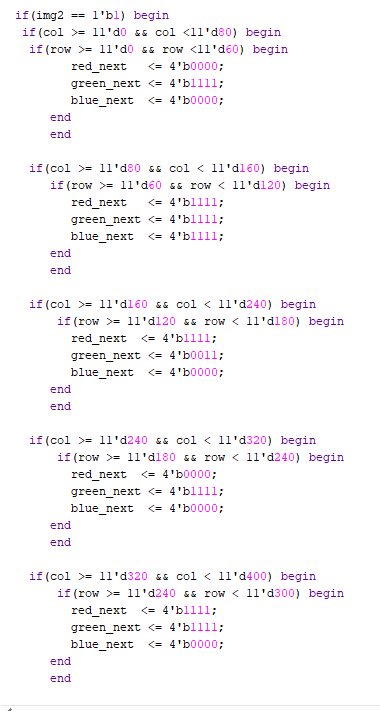 if(img2 == 1'b1) begin
if(col >= 11'd0 && col <11'd80) begin
if(row >= 11'd0 && row <11'd60) begin
red_next <= 4'b0000;
green_next <= 4'b1111;
blue_next <= 4'b0000;
end
end
if(col >= 11'd80 && col < 11'd160) begin
if(row >= 11'd60 && row < 11'd120) begin
red_next <= 4'b1111;
green_next <= 4'b1111;
blue_next <= 4'b1111;
end
end
if(col >= 11'd160 && col < 11'd240) begin
if(row >= 11'd120 && row < 11'd180) begin
red_next <= 4'b1111;
green_next <= 4'b0011;
blue_next <= 4'b0000;
end
end
if(col >= 11'd240 && col < 11'd320) begin
if(row >= 11'd180 && row < 11'd240) begin
red_next <= 4'b0000;
green_next <= 4'b1111;
blue_next <= 4'b0000;
end
end
if(col >= 11'd320 && col < 11'd400) begin
if(row >= 11'd240 && row < 11'd300) begin
red_next <= 4'b1111;
green_next <= 4'b1111;
blue_next <= 4'b0000;
end
end